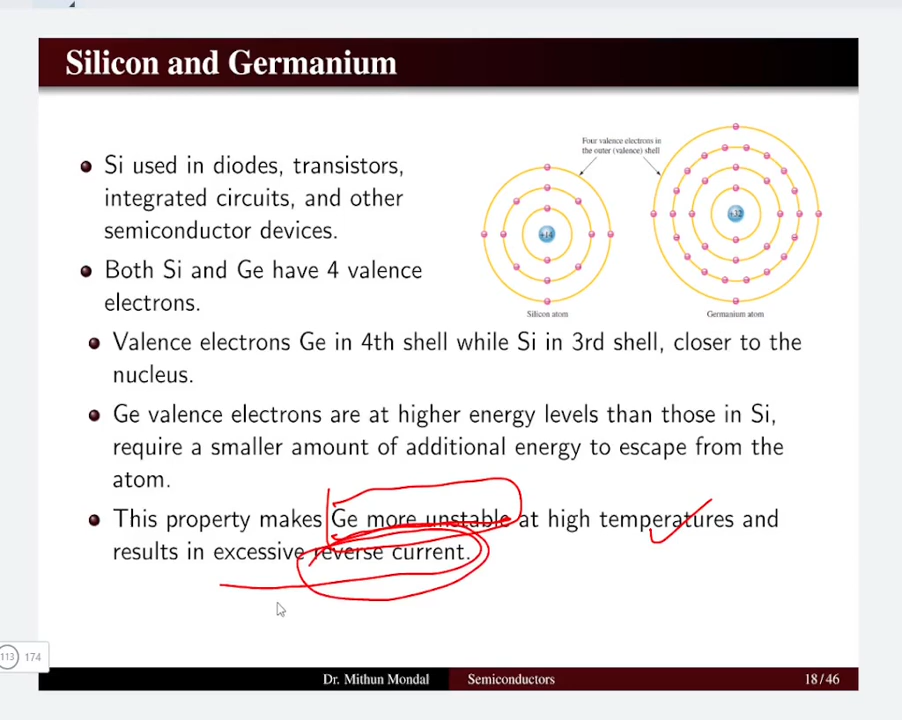 Silicon and Germanium
Four valence electrons in
the outer (valence) shell
Si used in diodes, transistors,
integrated circuits, and other
semiconductor devices.
Both Si and Ge have 4 valence
electrons.
+14
+32
Silicon atom
Germanium atom
Valence electrons Ge in 4th shell while Si in 3rd shell, closer to the
nucleus.
Ge valence electrons are at higher energy levels than those in Si,
require a smaller amount of additional energy to escape from the
atom.
This property makes Ge more unstable at high temperatures and
results in excessive reverse current.
113 174
Dr. Mithun Mondal Semiconductors 18/46